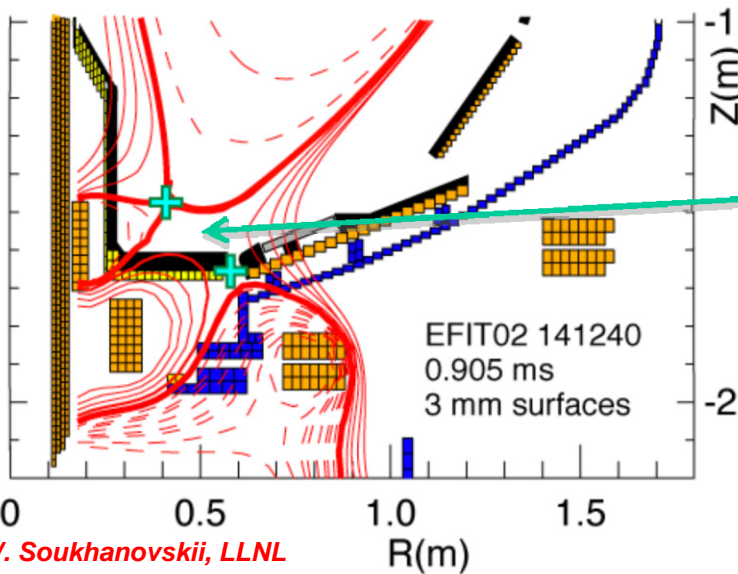 -1
Z(m)
EFIT02 141240
0.905 ms
3 mm surfaces
-2
0 0.5 1.0 1.5
R(m)
V. Soukhanovskii, LLNL